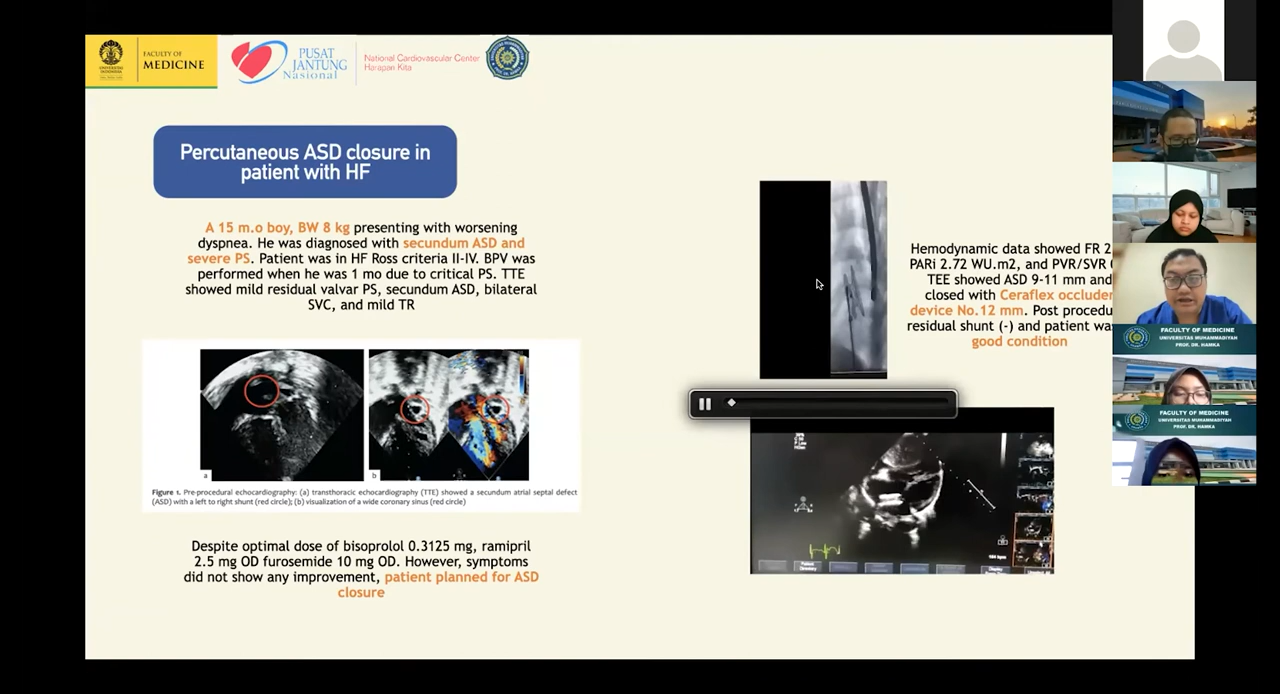 FACULTY OF
MEDICINE
PUSAT
JANTUNG
Nasional
National Cardiovascular Center
Harapan Kita
Percutaneous ASD closure in
patient with HF
A 15 m.o boy, BW 8 kg presenting with worsening
dyspnea. He was diagnosed with secundum ASD and
severe PS. Patient was in HF Ross criteria II-IV. BPV was
performed when he was 1 mo due to critical PS. TTE
showed mild residual valvar PS, secundum ASD, bilateral
SVC, and mild TR
a
b
Figure 1. Pre-procedural echocardiography: (a) transthoracic echocardiography (TTE) showed a secundum atrial septal defect
(ASD) with a left to right shunt (red circle); (b) visualization of a wide coronary sinus (red circle)
Despite optimal dose of bisoprolol 0.3125 mg, ramipril
2.5 mg OD furosemide 10 mg OD. However, symptoms
did not show any improvement, patient planned for ASD
closure
Hemodynamic data showed FR 2
PARi 2.72 WU.m2, and PVR/SVR
TEE showed ASD 9-11 mm and
closed with Ceraflex occluder
device No.12 mm. Post procedu
residual shunt (-) and patient wa
good condition
FACULTY OF MEDICINE
UNIVERSITAS MUHAMMADIYAH
PROF. DR. HAMKA
FACULTY OF MEDICINE
UNIVERSITAS MUHAMMADIYAH
PROF. DR. HAMKA